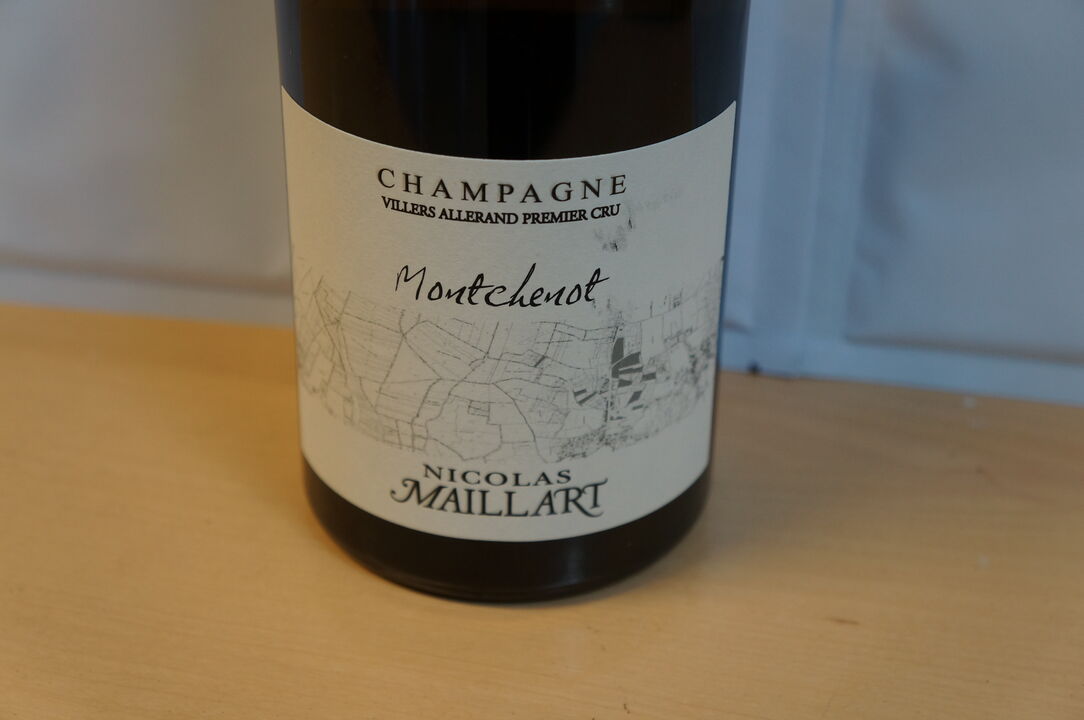 CHAMPAGNE
VILLERS ALLERAND PREMIER CRU
Montchenot
NICOLAS
MAILLART